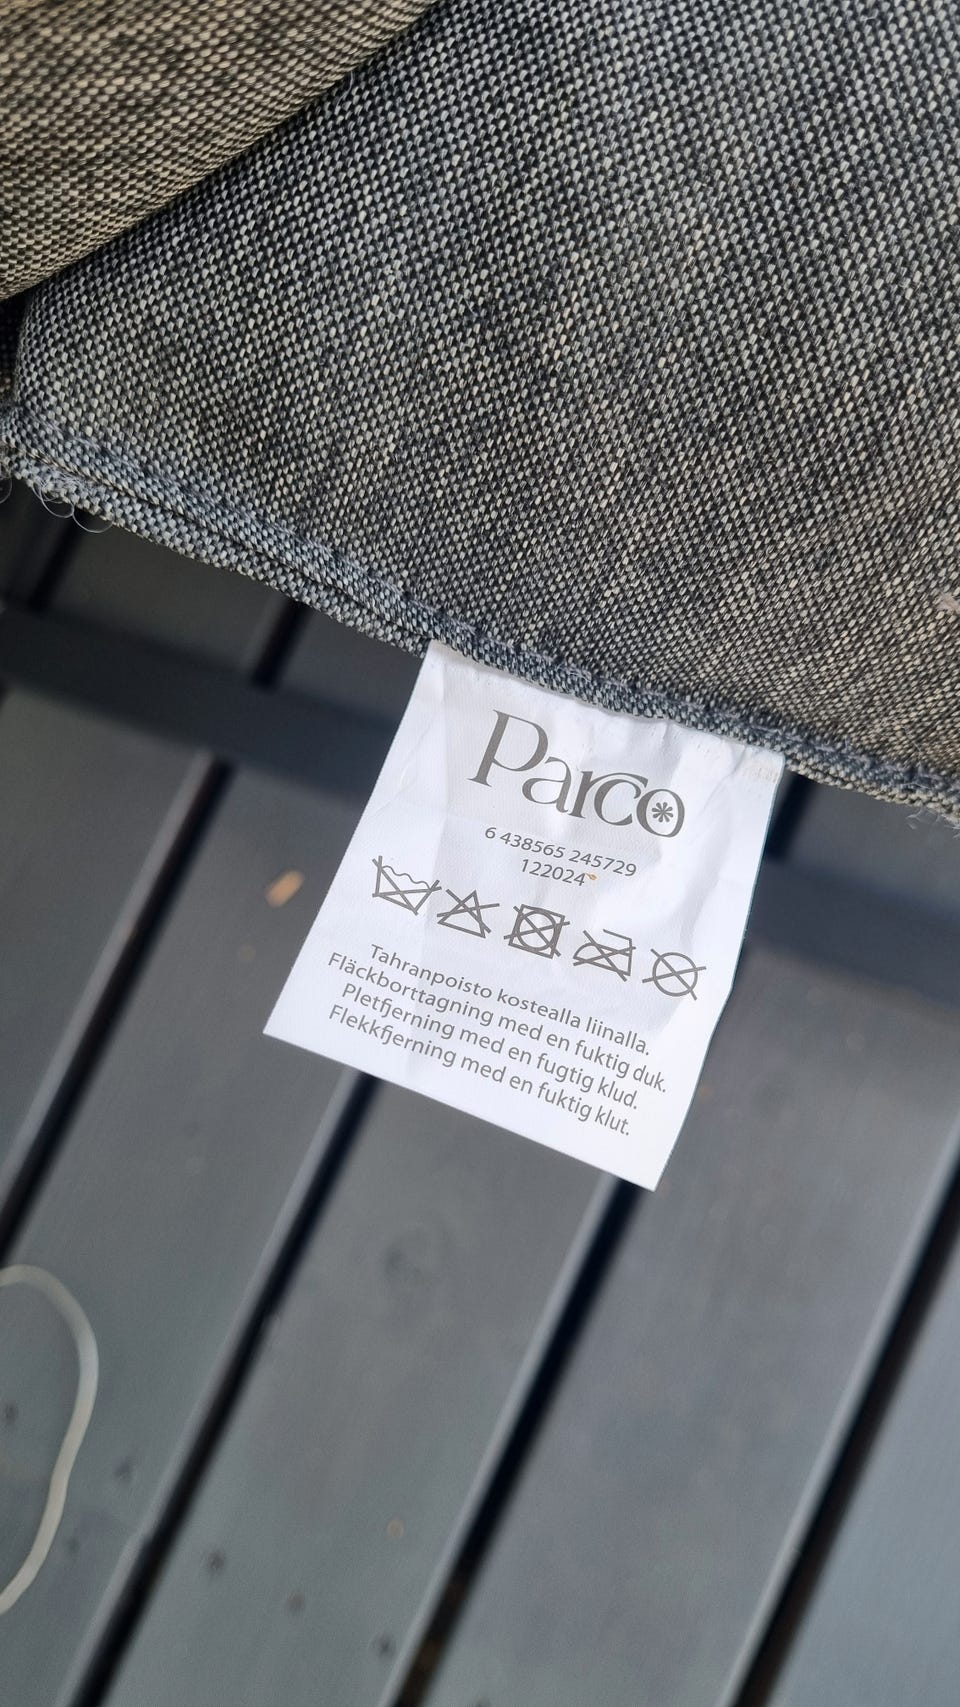 Parco
6 438565 245729
122024
Tahranpoisto kostealla liinalla.
Fläckborttagning med en fuktig duk.
Pletfjerning med en fugtig klud.
Flekkfjerning med en fuktig klut.